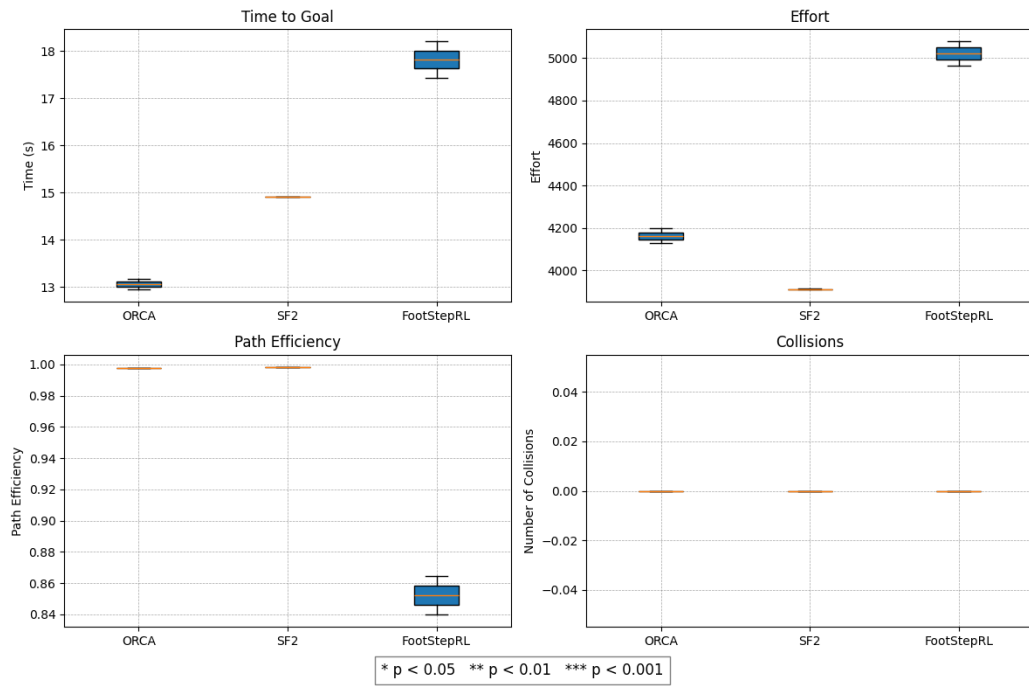 Time to Goal
Time (s)
18
17
16
15
14
13
ORCA SF2 FootStepRL
Effort
Effort
5000
4800
4600
4400
4200
4000
ORCA SF2 FootStepRL
Path Efficiency
Path Efficiency
1.00
0.98
0.96
0.94
0.92
0.90
0.88
0.86
0.84
ORCA SF2 FootStepRL
Collisions
Number of Collisions
0.04
0.02
0.00
−0.02
−0.04
ORCA SF2 FootStepRL
* p < 0.05 ** p < 0.01 *** p < 0.001